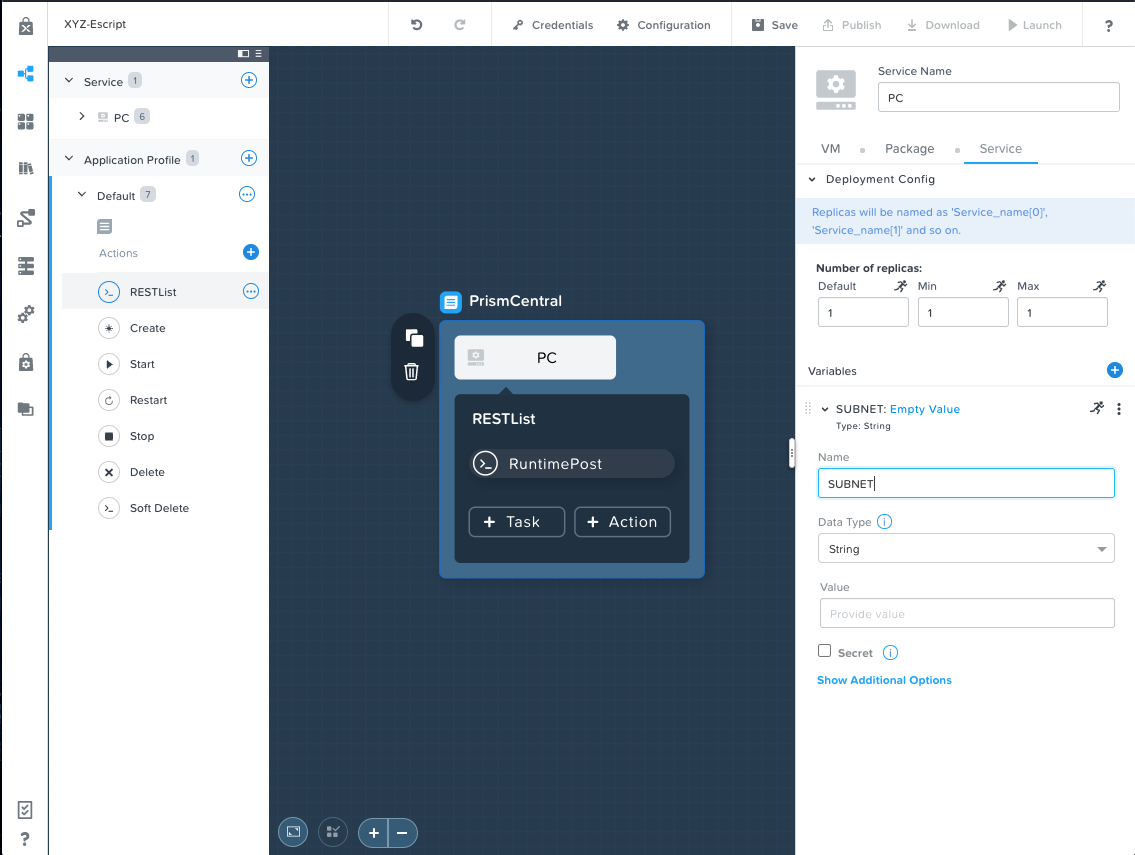 XYZ-Escript
Credentials
Configuration
Save
Publish
Download
Launch
?
Service 1
PC 6
Application Profile 1
Default 7
Actions
RESTList
Create
Start
Restart
Stop
Delete
Soft Delete
?
PrismCentral
PC
RESTList
RuntimePost
+ Task
+ Action
Service Name
PC
VM
Package
Service
Deployment Config
Replicas will be named as 'Service_name[0]',
'Service_name[1]' and so on.
Number of replicas:
Default Min Max
1 1 1
Variables
SUBNET: Empty Value
Type: String
Name
SUBNET
Data Type
String
Value
Provide value
Secret
Show Additional Options